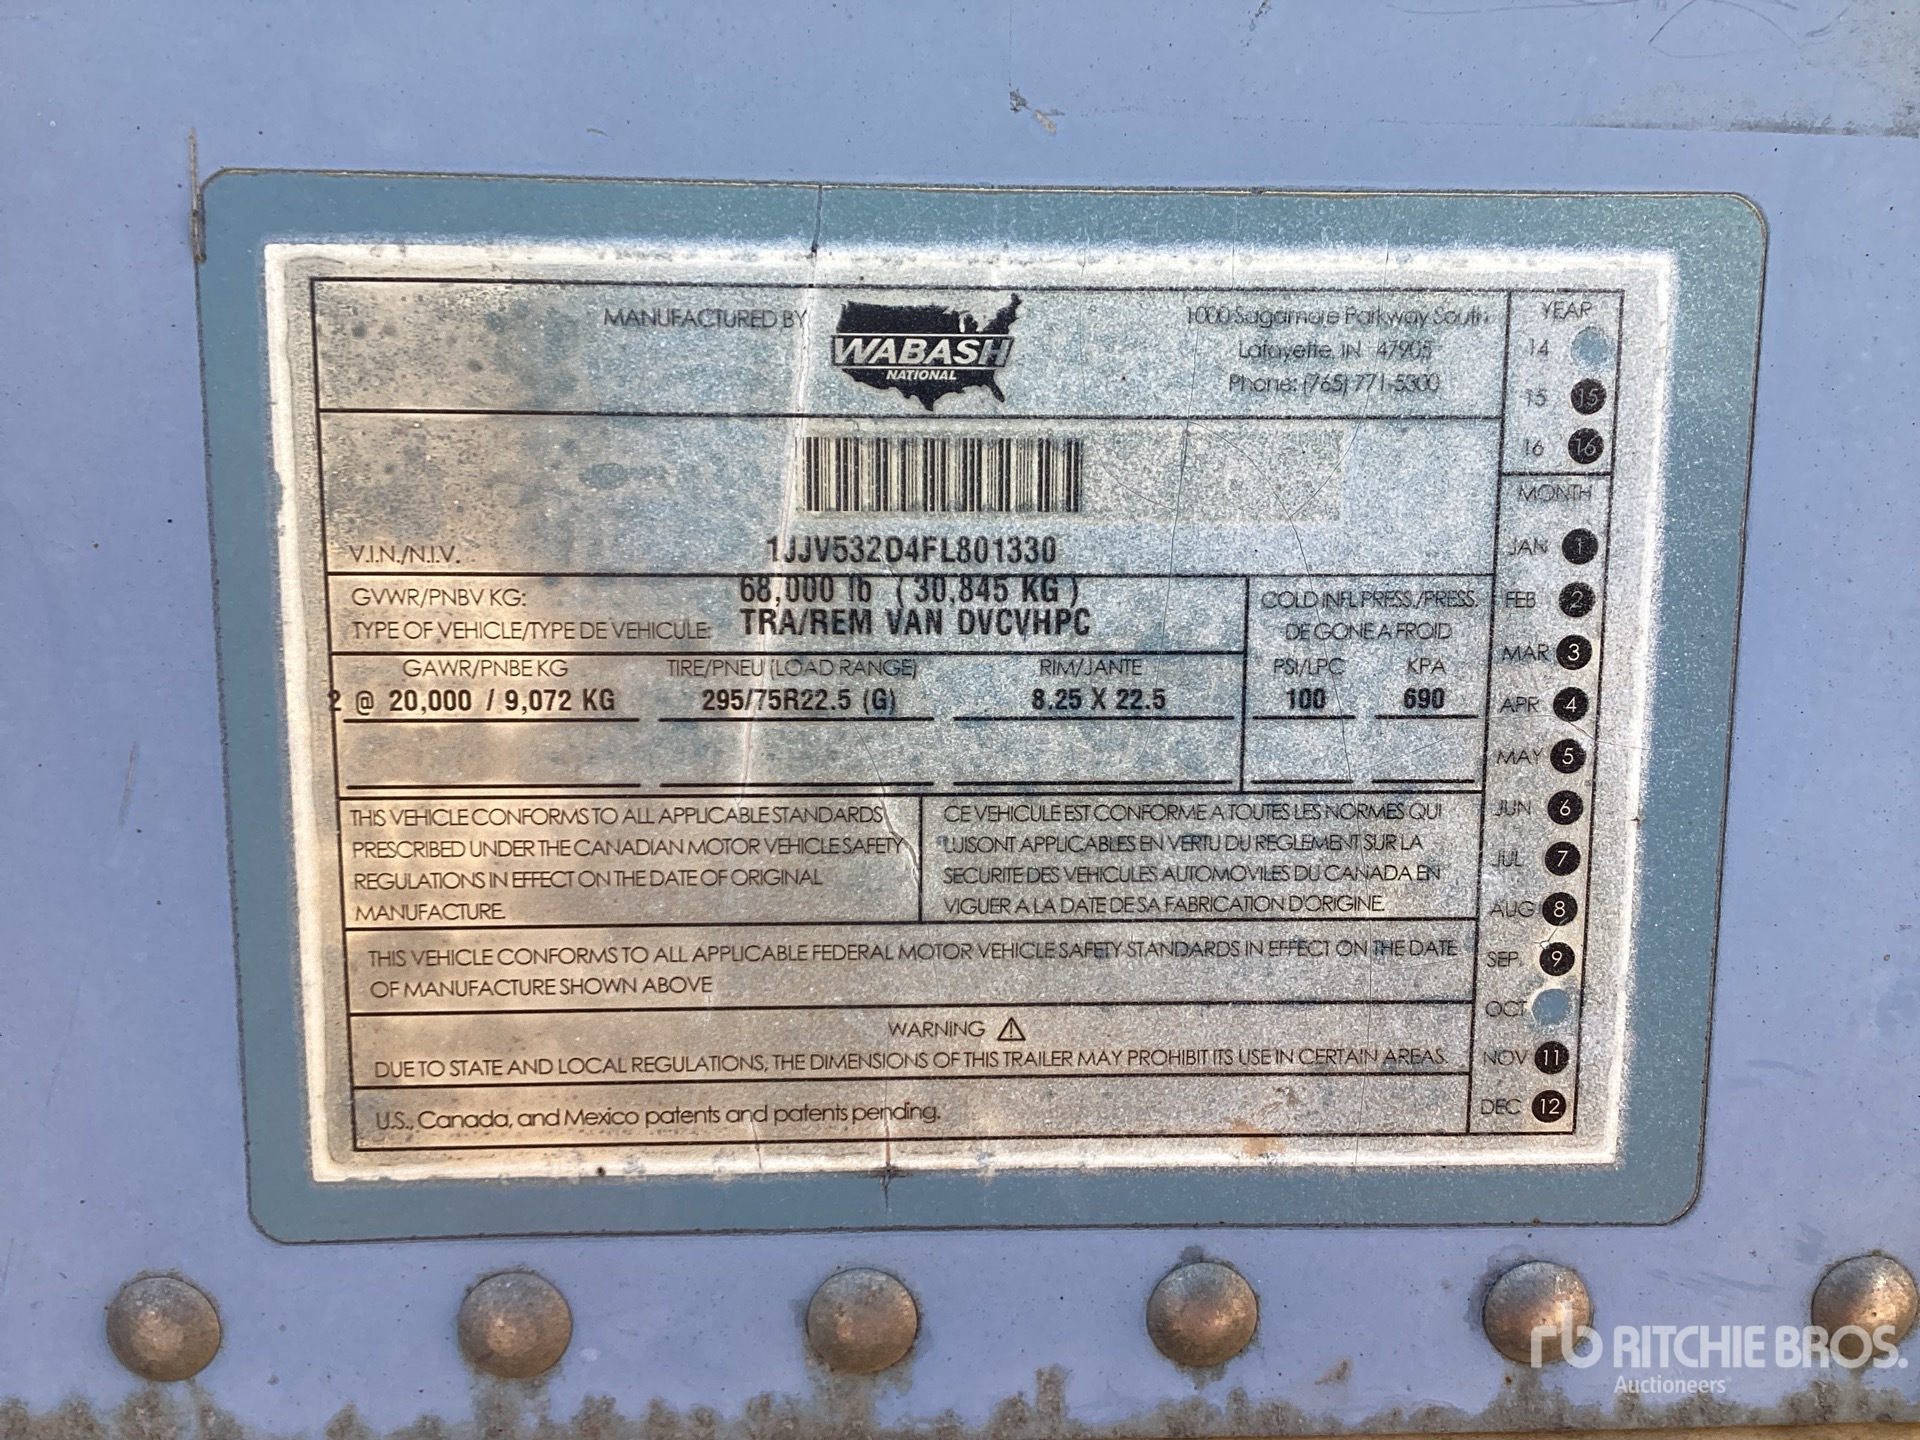 MANUFACTURED BY
WABASH
NATIONAL
1000 Sagamore Parkway South
Lafayette, IN 47905
Phone: (765) 771-5300
V.I.N./N.I.V. 1JJV532D4FL801330
GVWR/PNBV KG: 68,000 lb ( 30,845 KG )
TYPE OF VEHICLE/TYPE DE VEHICULE: TRA/REM VAN DVCVHPC
COLD INFL PRESS./PRESS.
DE GONE A FROID
GAWR/PNBE KG TIRE/PNEU (LOAD RANGE) RIM/JANTE PSI/LPC KPA
2 @ 20,000 / 9,072 KG 295/75R22.5 (G) 8.25 X 22.5 100 690
THIS VEHICLE CONFORMS TO ALL APPLICABLE STANDARDS
PRESCRIBED UNDER THE CANADIAN MOTOR VEHICLE SAFETY
REGULATIONS IN EFFECT ON THE DATE OF ORIGINAL
MANUFACTURE.
CE VEHICULE EST CONFORME A TOUTES LES NORMES QUI
LUISONT APPLICABLES EN VERTU DU REGLEMENT SUR LA
SECURITE DES VEHICULES AUTOMOVILES DU CANADA EN
VIGUER A LA DATE DE SA FABRICATION D'ORIGINE.
THIS VEHICLE CONFORMS TO ALL APPLICABLE FEDERAL MOTOR VEHICLE SAFETY STANDARDS IN EFFECT ON THE DATE
OF MANUFACTURE SHOWN ABOVE
WARNING ⚠
DUE TO STATE AND LOCAL REGULATIONS, THE DIMENSIONS OF THIS TRAILER MAY PROHIBIT ITS USE IN CERTAIN AREAS.
U.S., Canada, and Mexico patents and patents pending.
YEAR
14
15 15
16 16
MONTH
JAN 1
FEB 2
MAR 3
APR 4
MAY 5
JUN 6
JUL 7
AUG 8
SEP. 9
OCT
NOV 11
DEC 12
rb RITCHIE BROS.
Auctioneers